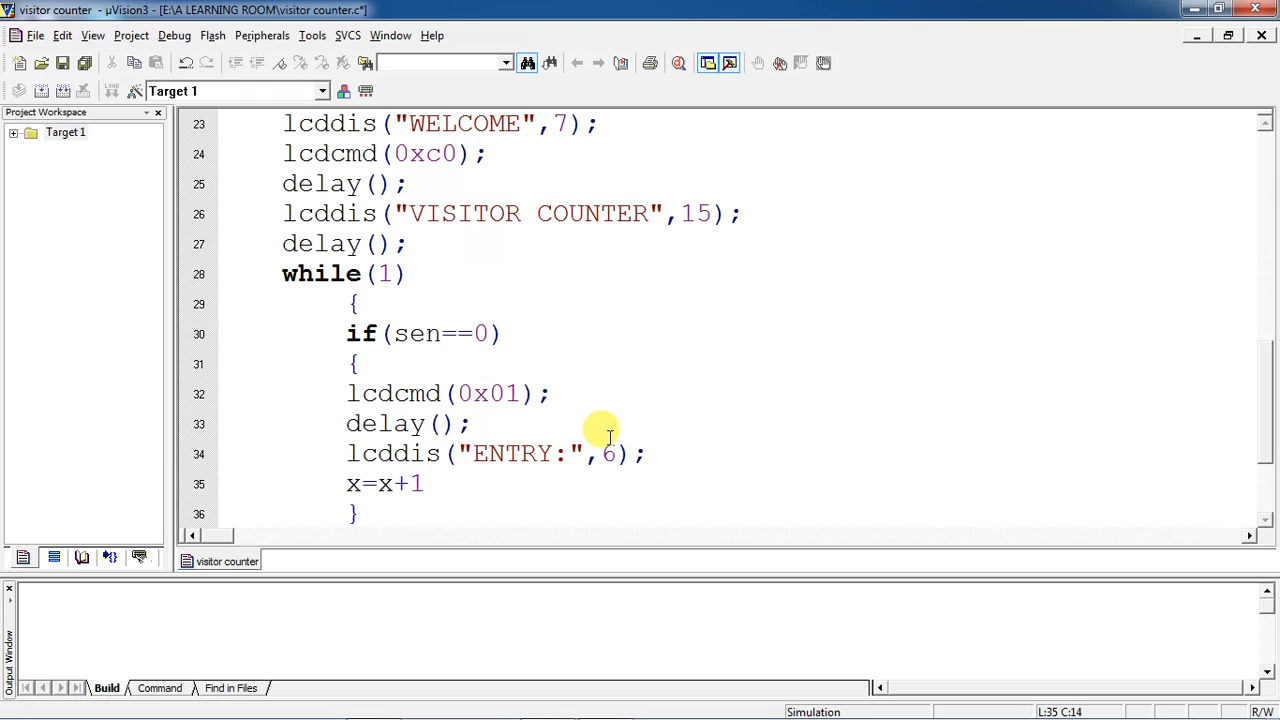 visitor counter - µVision3 - [E:\A LEARNING ROOM\visitor counter.c*]
File Edit View Project Debug Flash Peripherals Tools SVCS Window Help
Target 1
Project Workspace
Target 1
23 lcddis("WELCOME",7);
24 lcdcmd(0xc0);
25 delay();
26 lcddis("VISITOR COUNTER",15);
27 delay();
28 while(1)
29 {
30 if(sen==0)
31 {
32 lcdcmd(0x01);
33 delay();
34 lcddis("ENTRY:",6);
35 x=x+1
36 }
visitor counter
Output Window
Build Command Find in Files
Simulation L:35 C:14 R/W